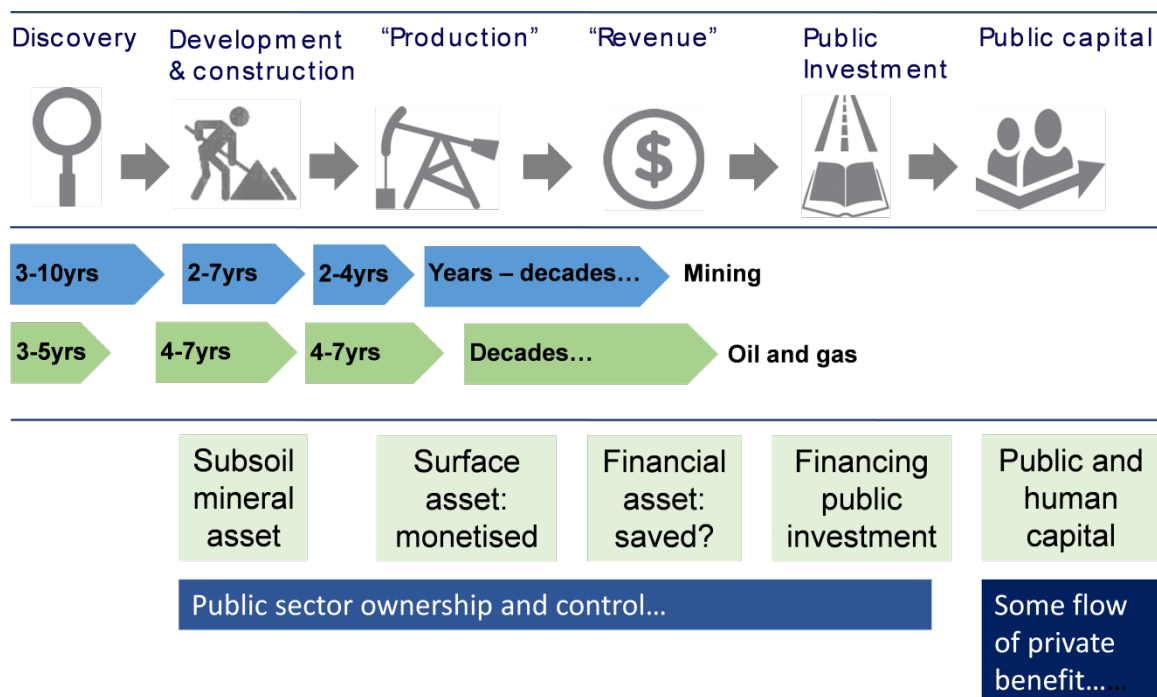 Discovery
Development
& construction
“Production”
“Revenue”
Public
Investment
Public capital
$
3-10yrs
2-7yrs
2-4yrs
Years – decades…
Mining
3-5yrs
4-7yrs
4-7yrs
Decades…
Oil and gas
Subsoil
mineral
asset
Surface
asset:
monetised
Financial
asset:
saved?
Financing
public
investment
Public and
human
capital
Public sector ownership and control…
Some flow
of private
benefit……